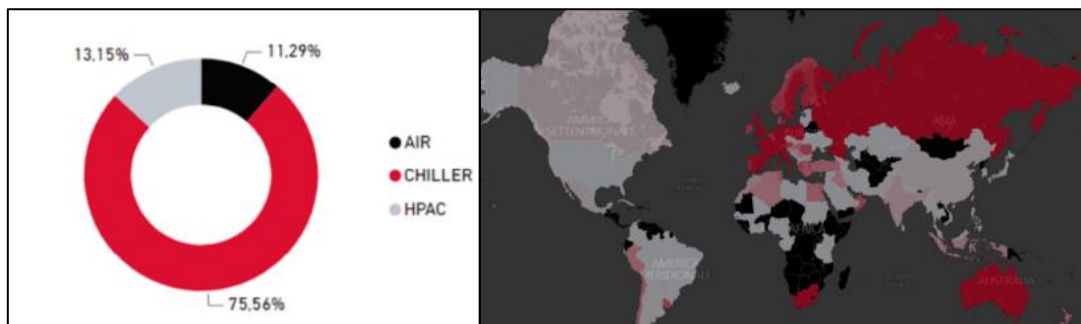 13,15%
11,29%
AIR
CHILLER
HPAC
75,56%
AMERICA
SETTENTRIONALE
ASIA
AFRICA
AMERICA
MERIDIONALE
AUSTRALIA